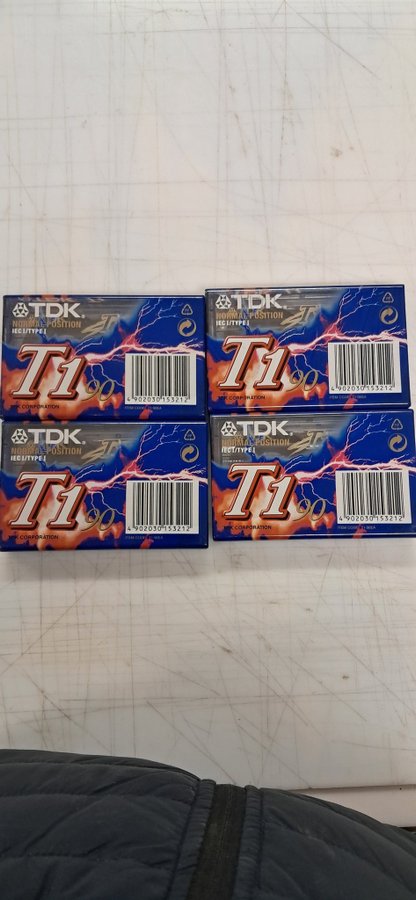 TDK.
NORMAL POSITION
IEC I/TYPE I
T1 90
4 902030 153212
TDK CORPORATION
TDK.
NORMAL POSITION
IEC I/TYPE I
T1 90
4 902030 153212
TDK CORPORATION
TDK
NORMAL POSITION
IEC I/TYPE I
T1 90
4 902030 153212
TDK CORPORATION
TDK
NORMAL POSITION
IEC I/TYPE I
T1 90
4 902030 153212
TDK CORPORATION